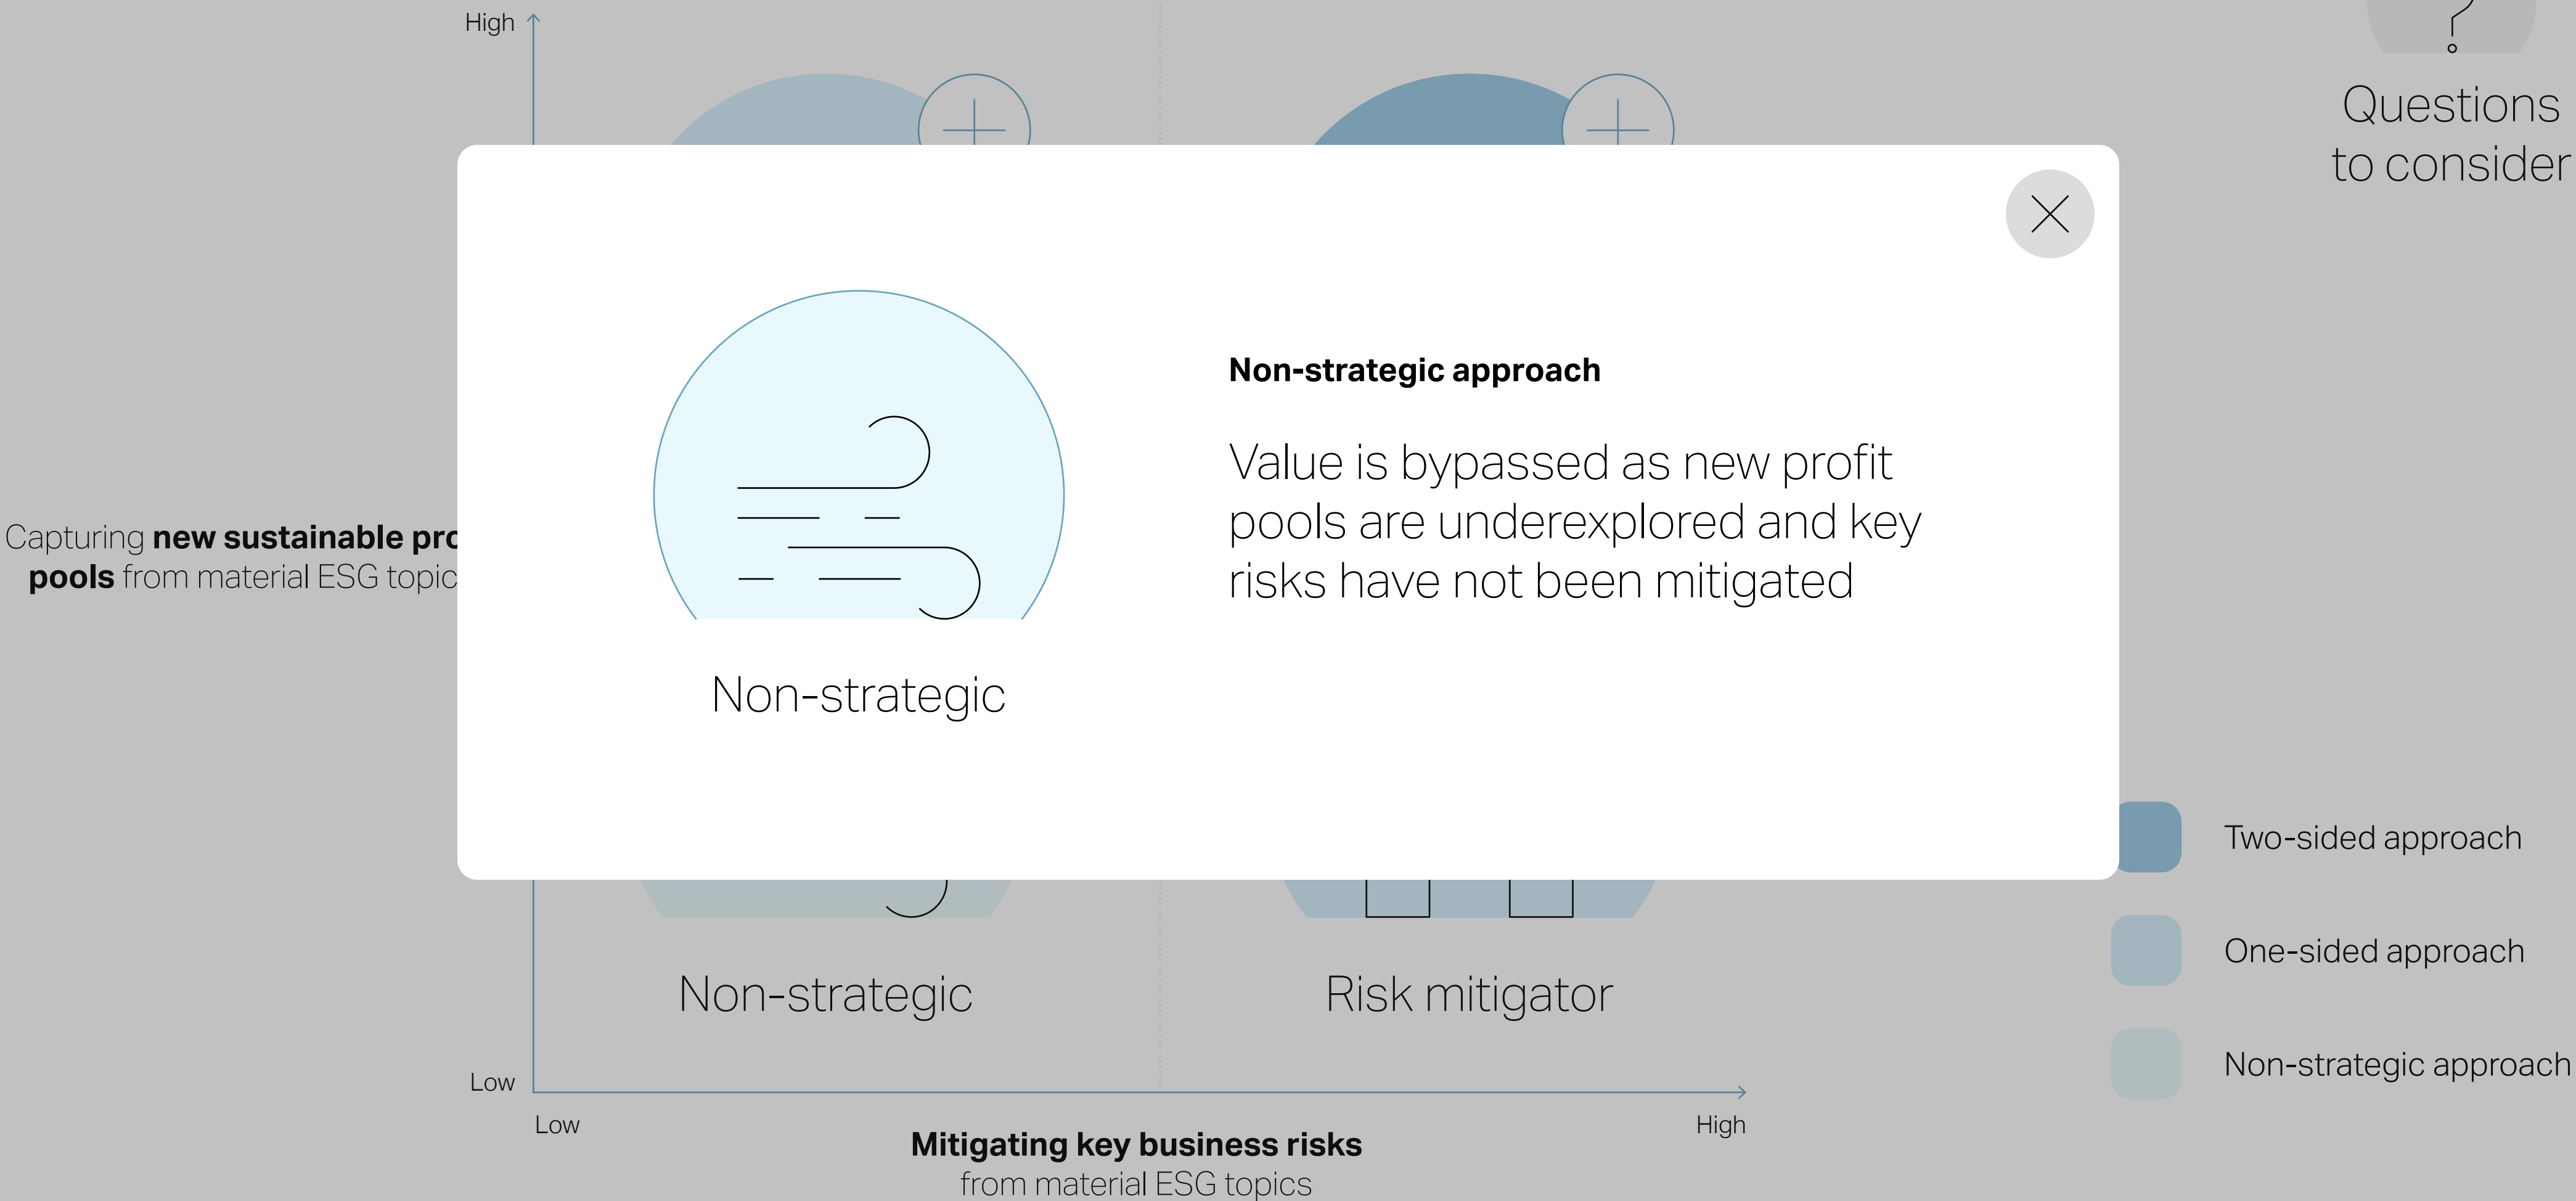 High
Questions
to consider
Non-strategic approach
Value is bypassed as new profit
pools are underexplored and key
risks have not been mitigated
Capturing new sustainable pro
pools from material ESG topic
Non-strategic
Two-sided approach
One-sided approach
Non-strategic approach
Non-strategic
Risk mitigator
Low
Low
High
Mitigating key business risks
from material ESG topics